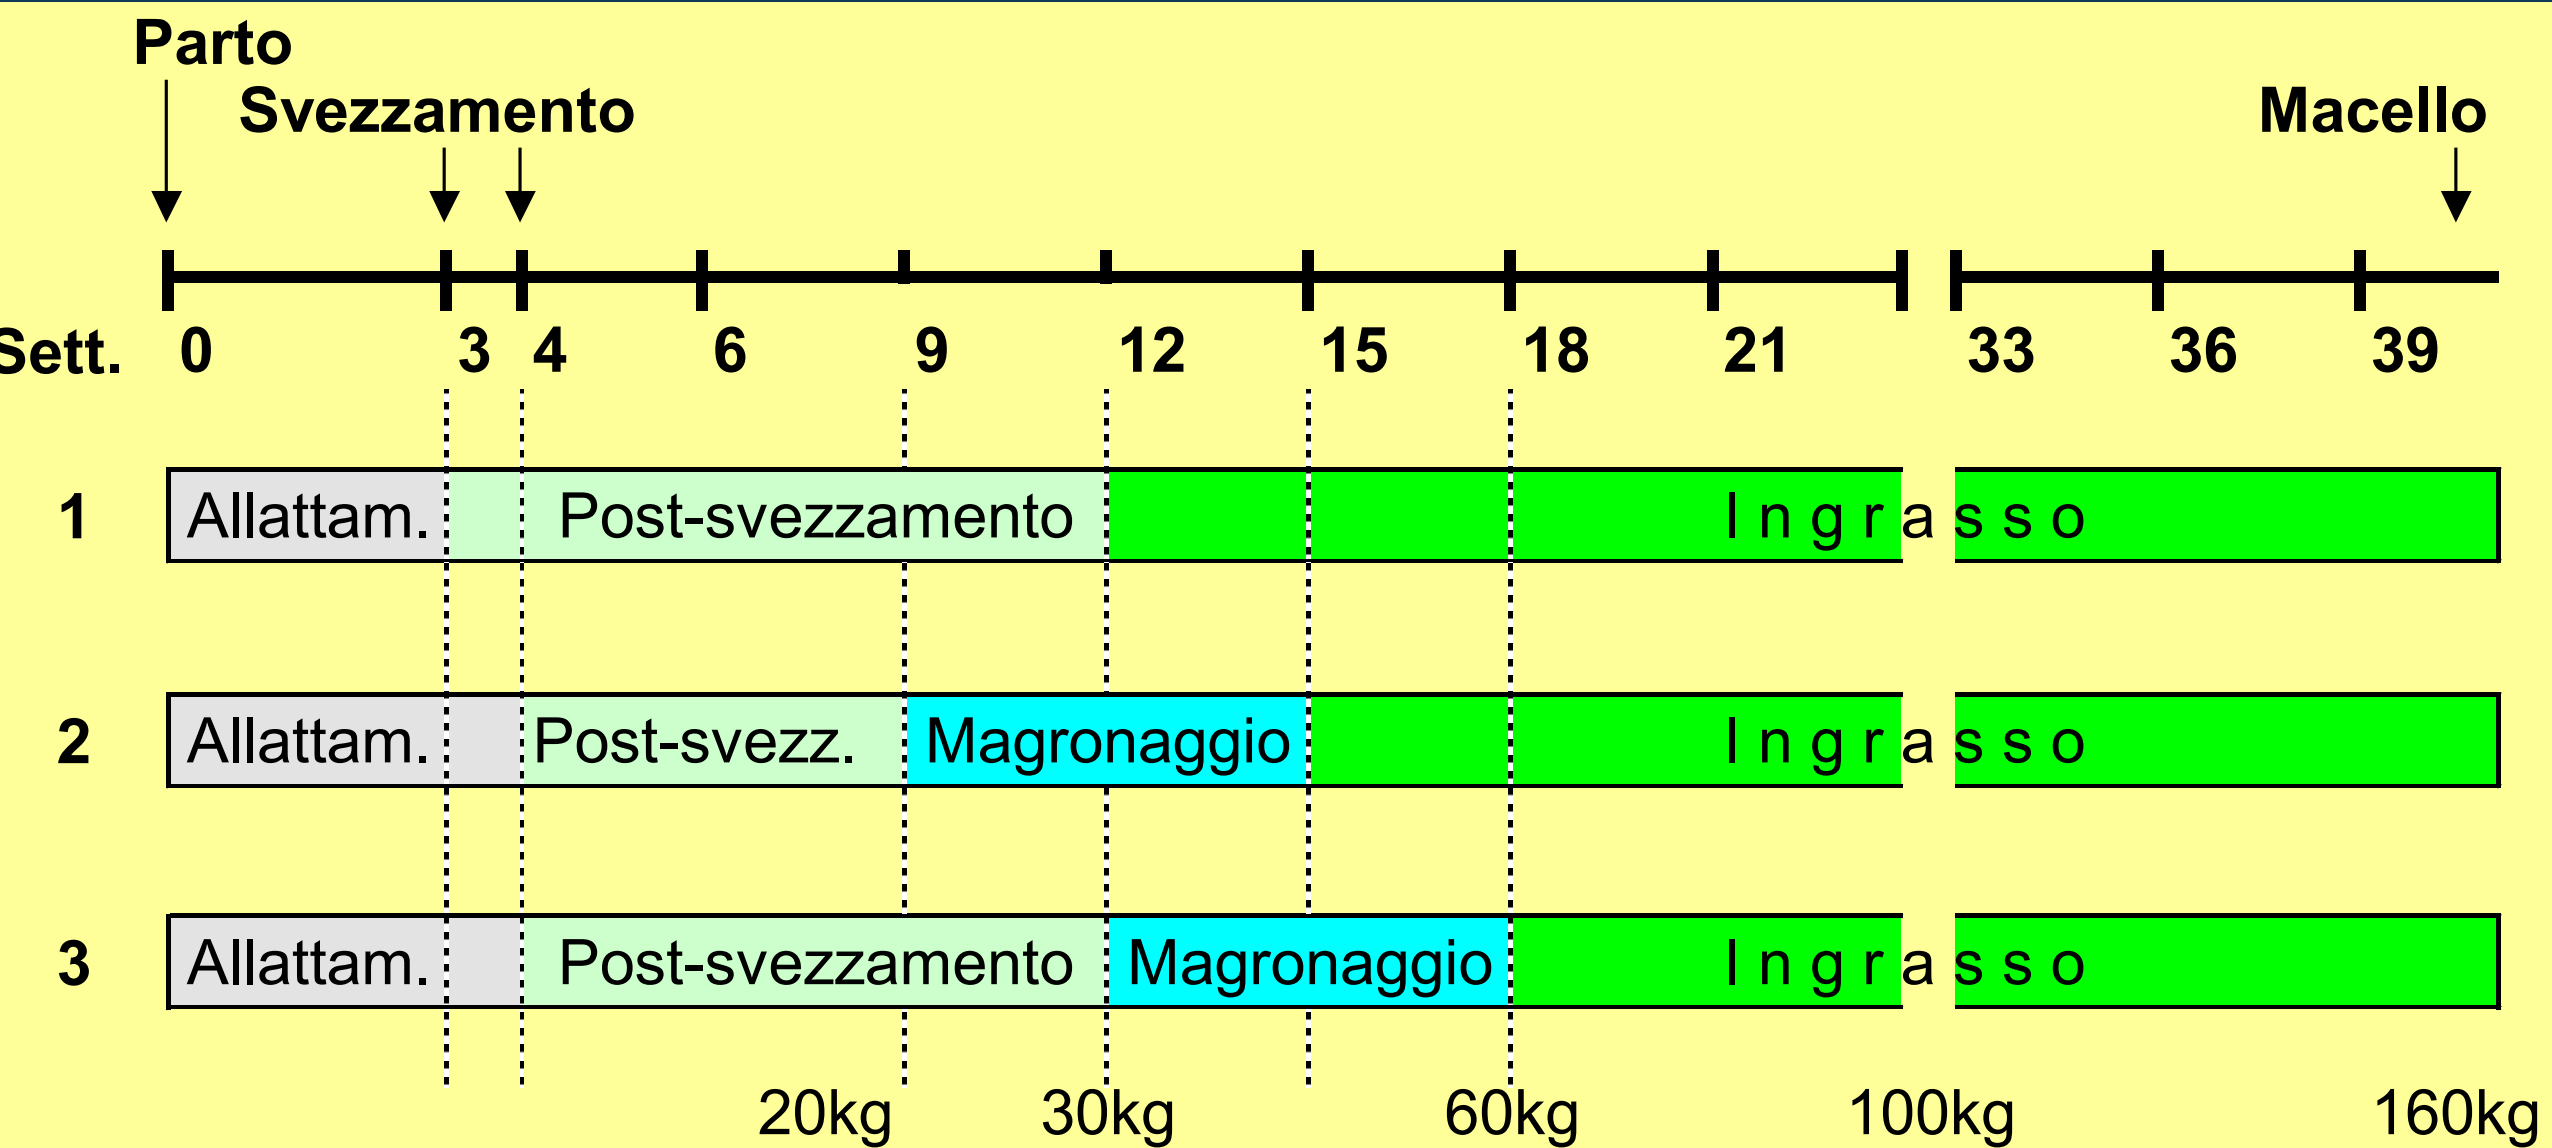 Parto
Svezzamento
Macello
Sett. 0 3 4 6 9 12 15 18 21 33 36 39
1 Allattam. Post-svezzamento I n g r a s s o
2 Allattam. Post-svezz. Magronaggio I n g r a s s o
3 Allattam. Post-svezzamento Magronaggio I n g r a s s o
20kg 30kg 60kg 100kg 160kg